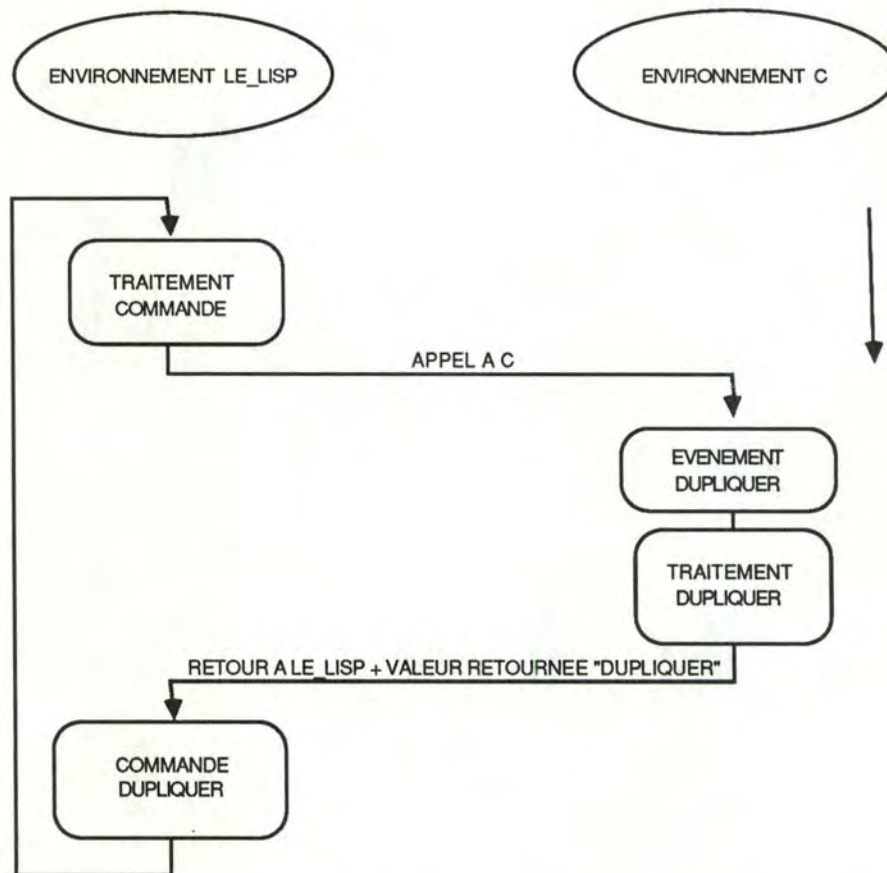 ENVIRONNEMENT LE_LISP
ENVIRONNEMENT C
TRAITEMENT
COMMANDE
APPEL A C
EVENEMENT
DUPLIQUER
TRAITEMENT
DUPLIQUER
RETOUR A LE_LISP + VALEUR RETOURNEE "DUPLIQUER"
COMMANDE
DUPLIQUER